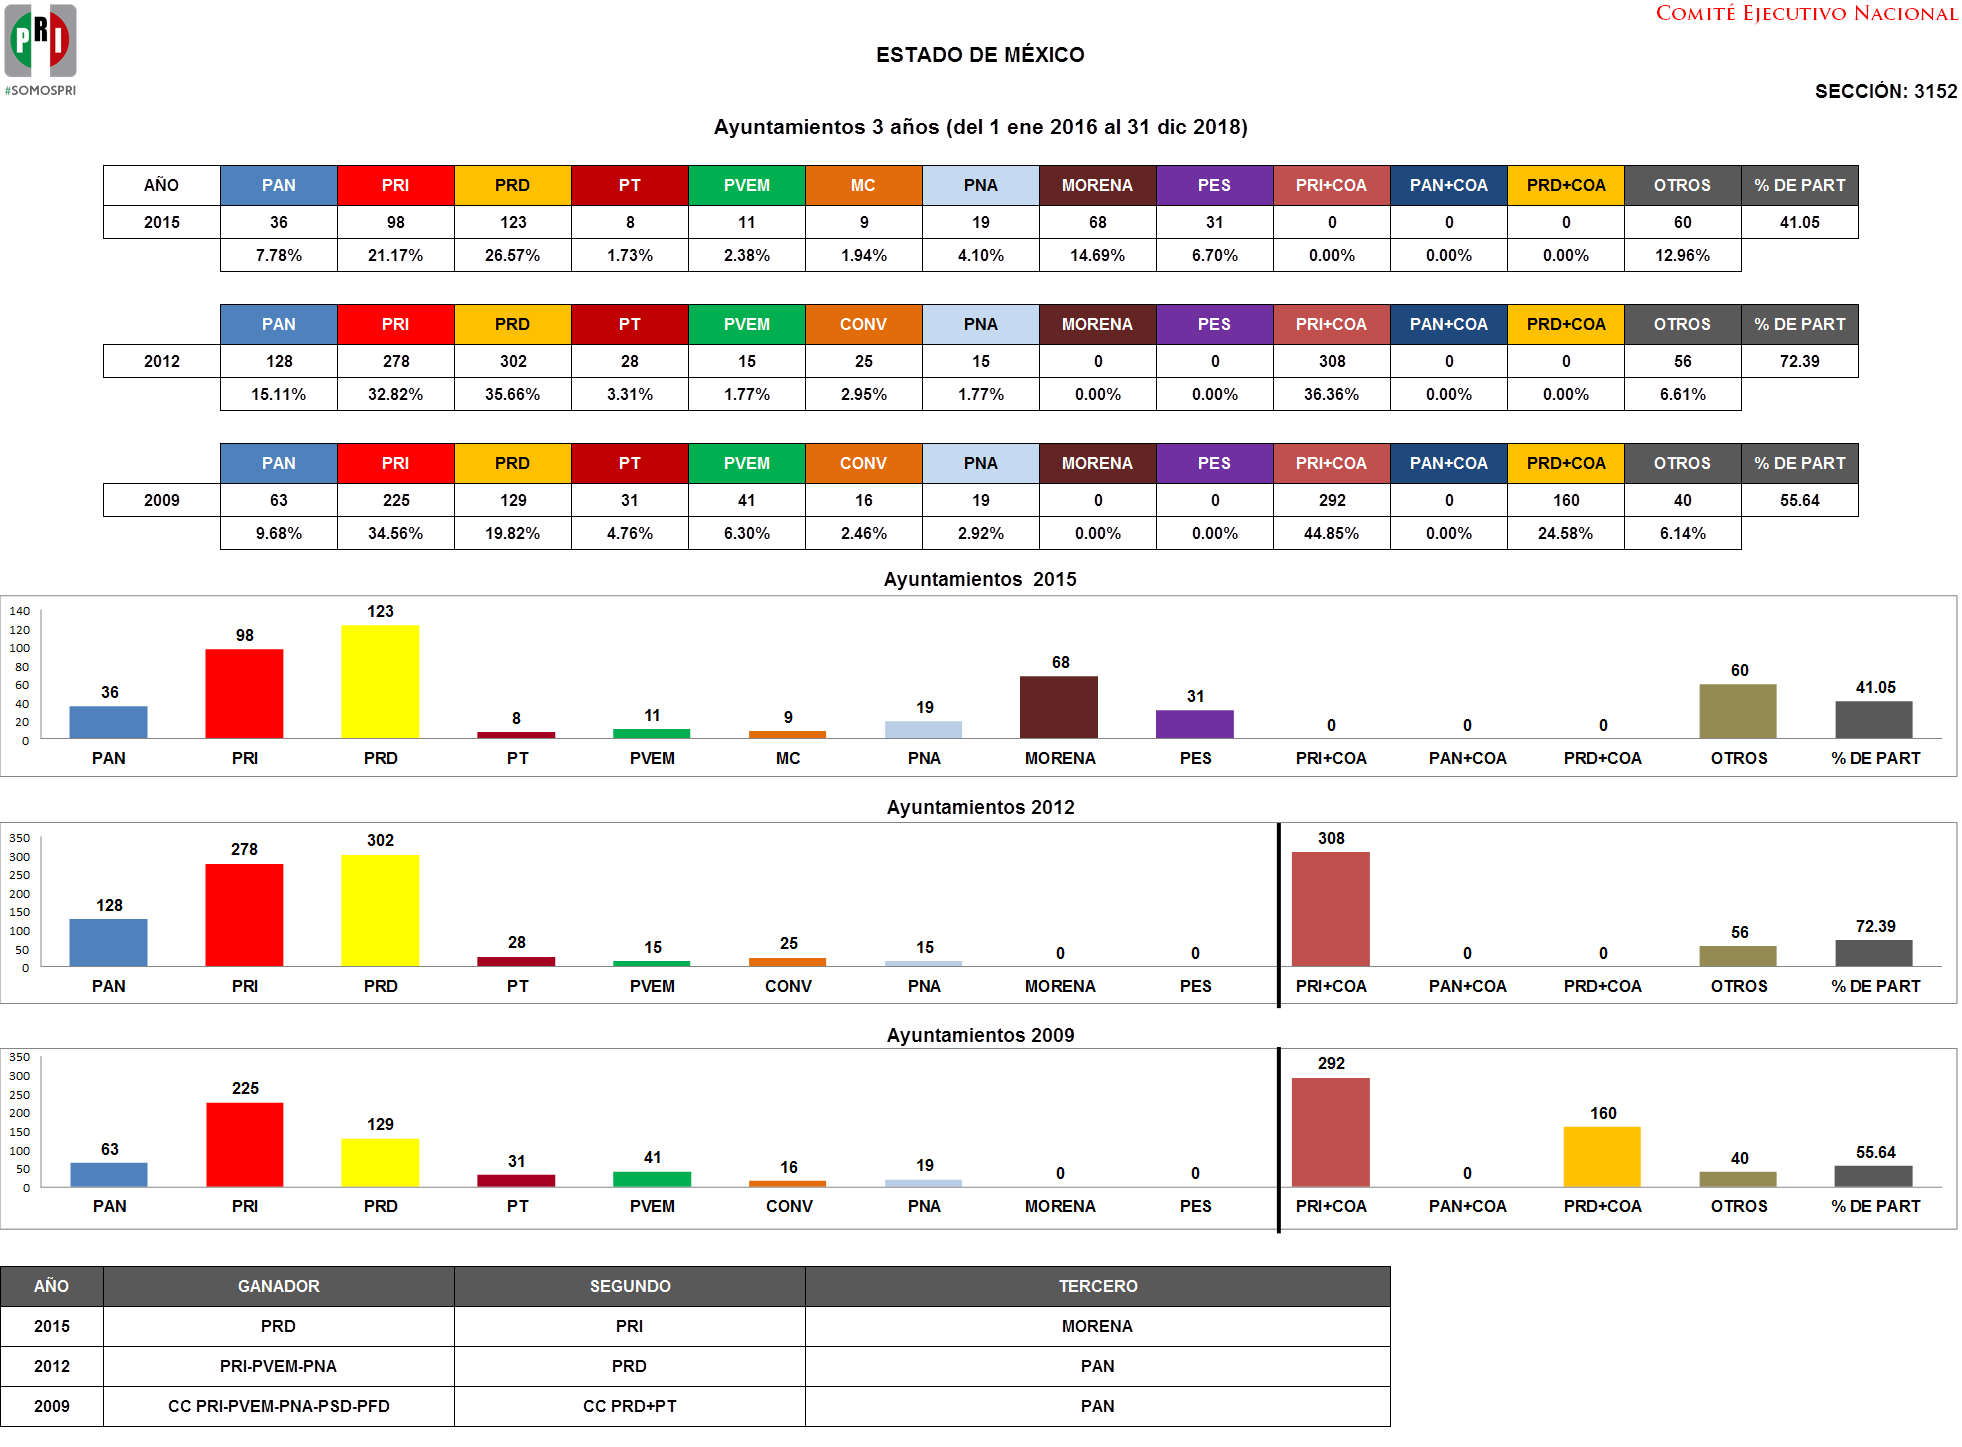 PRI
#SOMOSPRI
COMITÉ EJECUTIVO NACIONAL
ESTADO DE MÉXICO
SECCIÓN: 3152
Ayuntamientos 3 años (del 1 ene 2016 al 31 dic 2018)
AÑO PAN PRI PRD PT PVEM MC PNA MORENA PES PRI+COA PAN+COA PRD+COA OTROS % DE PART
2015 36 98 123 8 11 9 19 68 31 0 0 0 60 41.05
7.78% 21.17% 26.57% 1.73% 2.38% 1.94% 4.10% 14.69% 6.70% 0.00% 0.00% 0.00% 12.96%
PAN PRI PRD PT PVEM CONV PNA MORENA PES PRI+COA PAN+COA PRD+COA OTROS % DE PART
2012 128 278 302 28 15 25 15 0 0 308 0 0 56 72.39
15.11% 32.82% 35.66% 3.31% 1.77% 2.95% 1.77% 0.00% 0.00% 36.36% 0.00% 0.00% 6.61%
PAN PRI PRD PT PVEM CONV PNA MORENA PES PRI+COA PAN+COA PRD+COA OTROS % DE PART
2009 63 225 129 31 41 16 19 0 0 292 0 160 40 55.64
9.68% 34.56% 19.82% 4.76% 6.30% 2.46% 2.92% 0.00% 0.00% 44.85% 0.00% 24.58% 6.14%
Ayuntamientos 2015
140
120
100
80
60
40
20
0
36 98 123 8 11 9 19 68 31 0 0 0 60 41.05
PAN PRI PRD PT PVEM MC PNA MORENA PES PRI+COA PAN+COA PRD+COA OTROS % DE PART
Ayuntamientos 2012
350
300
250
200
150
100
50
0
128 278 302 28 15 25 15 0 0 308 0 0 56 72.39
PAN PRI PRD PT PVEM CONV PNA MORENA PES PRI+COA PAN+COA PRD+COA OTROS % DE PART
Ayuntamientos 2009
350
300
250
200
150
100
50
0
63 225 129 31 41 16 19 0 0 292 0 160 40 55.64
PAN PRI PRD PT PVEM CONV PNA MORENA PES PRI+COA PAN+COA PRD+COA OTROS % DE PART
AÑO GANADOR SEGUNDO TERCERO
2015 PRD PRI MORENA
2012 PRI-PVEM-PNA PRD PAN
2009 CC PRI-PVEM-PNA-PSD-PFD CC PRD+PT PAN